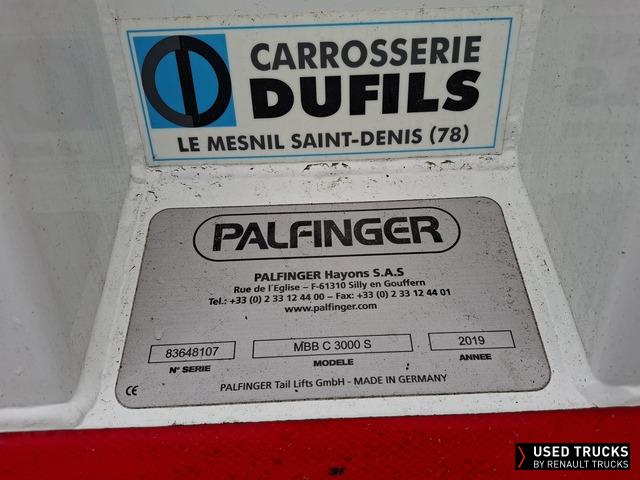 CARROSSERIE
DUFILS
LE MESNIL SAINT-DENIS (78)
PALFINGER
PALFINGER Hayons S.A.S
Rue de l'Eglise – F-61310 Silly en Gouffern
Tel.: +33 (0) 2 33 12 44 00 – Fax: +33 (0) 2 33 12 44 01
www.palfinger.com
83648107 MBB C 3000 S 2019
N° SERIE MODELE ANNEE
CE PALFINGER Tail Lifts GmbH - MADE IN GERMANY
USED TRUCKS
BY RENAULT TRUCKS